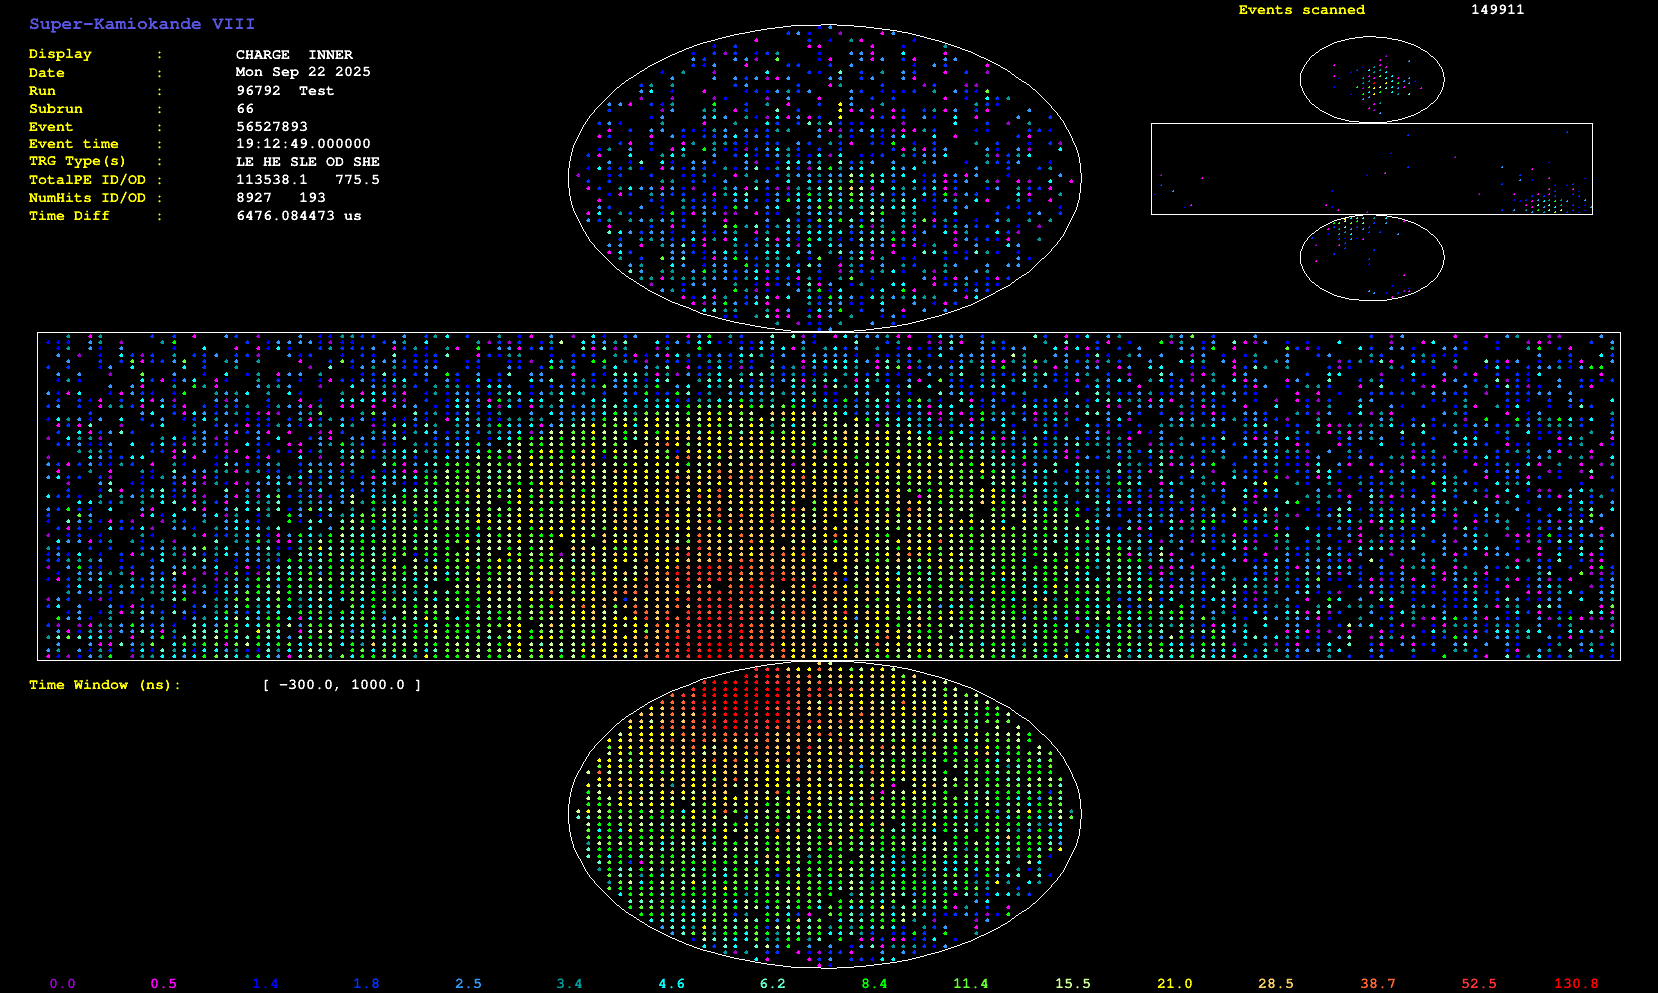 Super-Kamiokande VIII
Events scanned 149911
Display : CHARGE INNER
Date : Mon Sep 22 2025
Run : 96792 Test
Subrun : 66
Event : 56527893
Event time : 19:12:49.000000
TRG Type(s) : LE HE SLE OD SHE
TotalPE ID/OD : 113538.1 775.5
NumHits ID/OD : 8927 193
Time Diff : 6476.084473 us
Time Window (ns): [ -300.0, 1000.0 ]
0.0 0.5 1.4 1.8 2.5 3.4 4.6 6.2 8.4 11.4 15.5 21.0 28.5 38.7 52.5 130.8